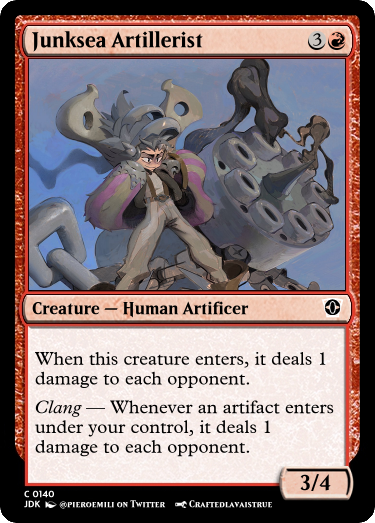 Junksea Artillerist 3
Creature — Human Artificer
When this creature enters, it deals 1
damage to each opponent.
Clang — Whenever an artifact enters
under your control, it deals 1
damage to each opponent.
3/4
C 0140
JDK @PIEROEMILI ON TWITTER CRAFTEDLAVAISTRUE